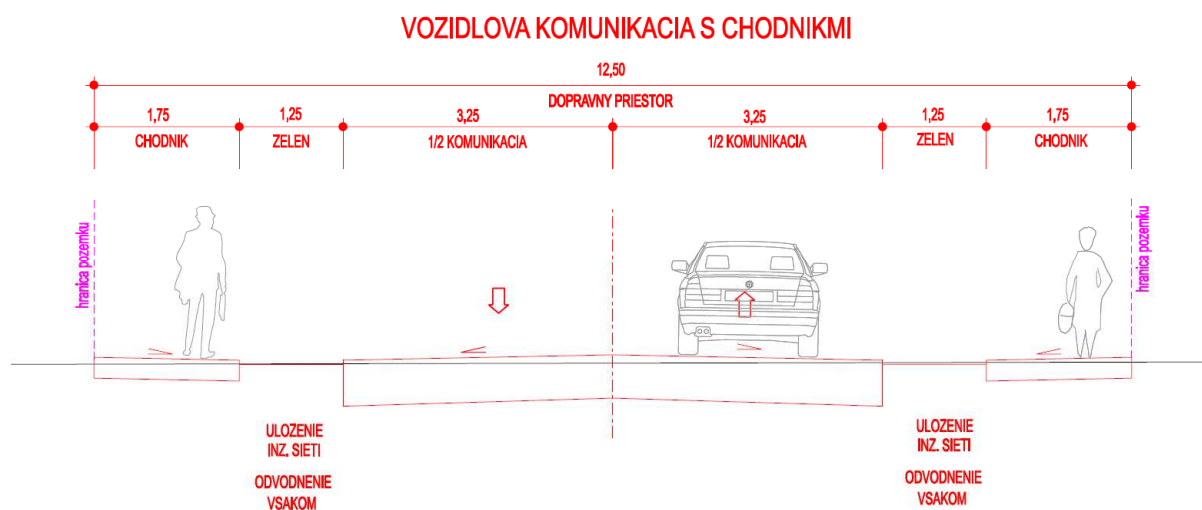 VOZIDLOVA KOMUNIKACIA S CHODNIKMI
12,50
DOPRAVNY PRIESTOR
1,75 1,25 3,25 3,25 1,25 1,75
CHODNIK ZELEN 1/2 KOMUNIKACIA 1/2 KOMUNIKACIA ZELEN CHODNIK
hranica pozemku
hranica pozemku
ULOZENIE
INZ. SIETI
ODVODNENIE
VSAKOM
ULOZENIE
INZ. SIETI
ODVODNENIE
VSAKOM